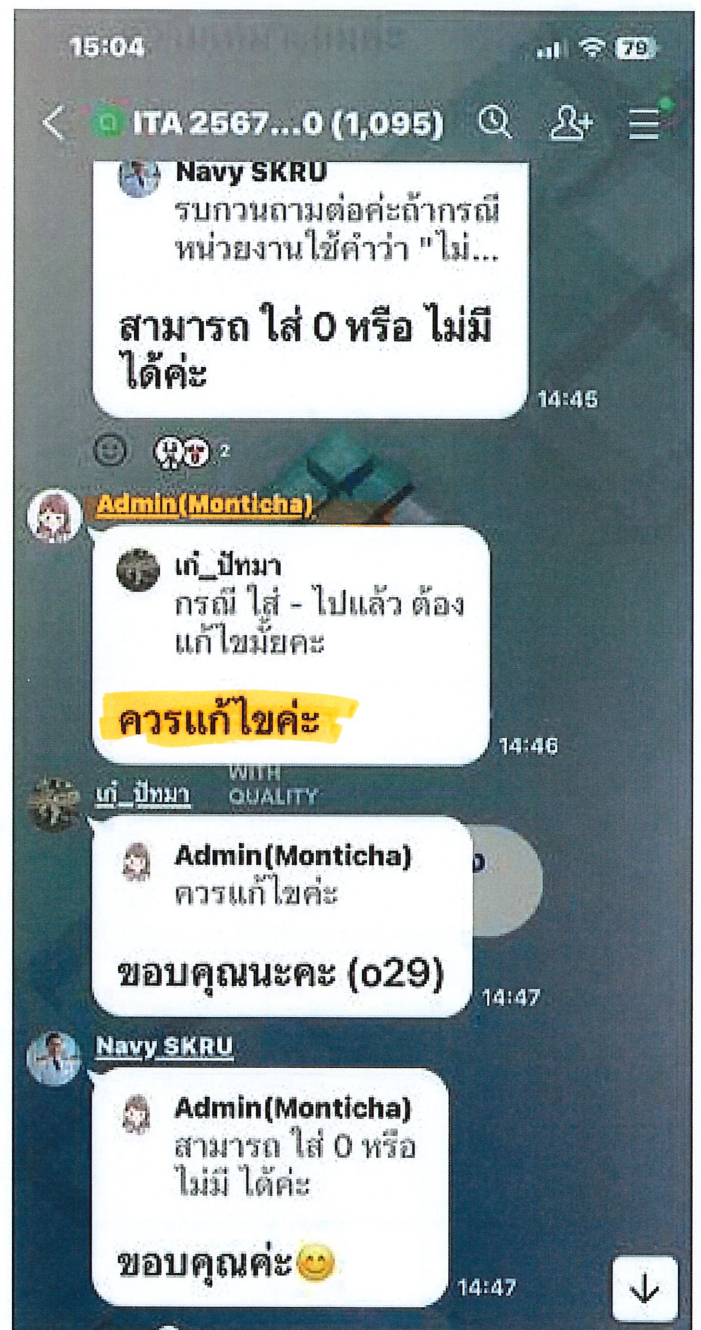 15:04
79
ITA 2567...0 (1,095)
Navy SKRU
รบกวนถามต่อค่ะถ้ากรณี
หน่วยงานใช้คำว่า "ไม่...
สามารถ ใส่ 0 หรือ ไม่มี
ได้ค่ะ
14:45
2
Admin(Monticha)
เก๋_ปัทมา
กรณี ใส่ - ไปแล้ว ต้อง
แก้ไขมั้ยคะ
ควรแก้ไขค่ะ
14:46
WITH
QUALITY
เก๋_ปัทมา
Admin(Monticha)
ควรแก้ไขค่ะ
ขอบคุณนะคะ (o29)
14:47
Navy SKRU
Admin(Monticha)
สามารถ ใส่ 0 หรือ
ไม่มี ได้ค่ะ
ขอบคุณค่ะ😊
14:47